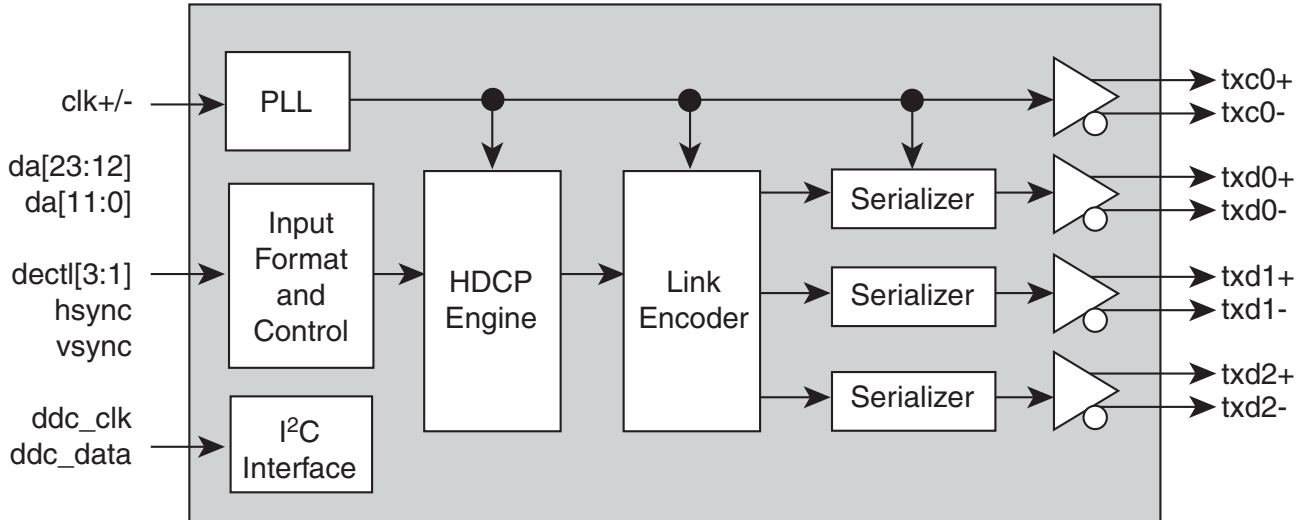 clk+/-
da[23:12]
da[11:0]
dectl[3:1]
hsync
vsync
ddc_clk
ddc_data
PLL
Input
Format
and
Control
I²C
Interface
HDCP
Engine
Link
Encoder
Serializer
Serializer
Serializer
txc0+
txc0-
txd0+
txd0-
txd1+
txd1-
txd2+
txd2-